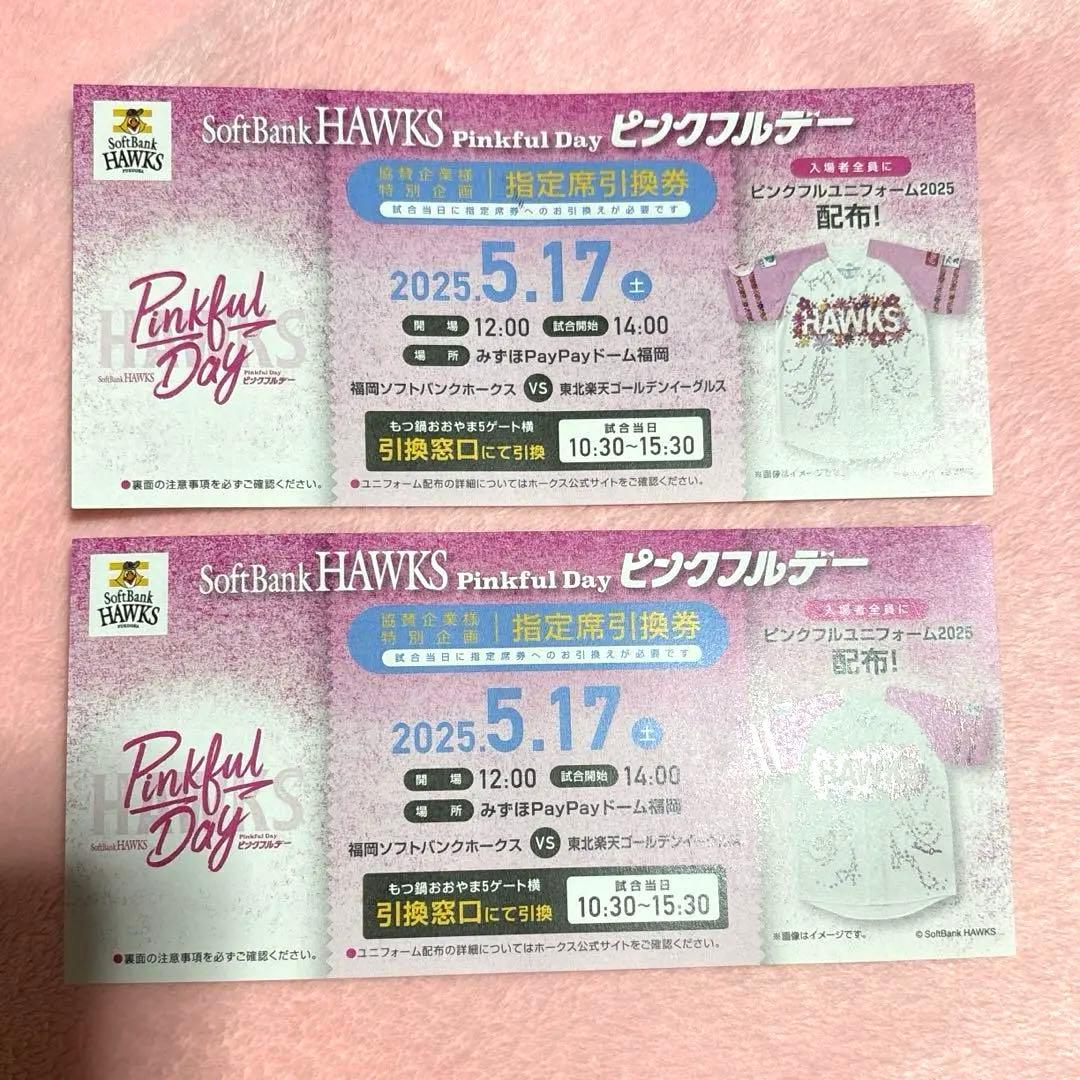 SoftBank HAWKS Pinkful Day ピンクフルデー
SoftBank
HAWKS
FUKUOKA
協賛企業様
特別企画
指定席引換券
試合当日に指定席券へのお引換えが必要です
入場者全員に
ピンクフルユニフォーム2025
配布!
2025.5.17 土
開場 12:00 試合開始 14:00
場所 みずほPayPayドーム福岡
福岡ソフトバンクホークス VS 東北楽天ゴールデンイーグルス
もつ鍋おおやま5ゲート横
引換窓口にて引換
試合当日
10:30~15:30
HAWKS
Pinkful
Day
SoftBank HAWKS
Pinkful Day
ピンクフルデー
HAWKS
●裏面の注意事項を必ずご確認ください。
●ユニフォーム配布の詳細についてはホークス公式サイトをご確認ください。
※画像はイメージ
SoftBank HAWKS Pinkful Day ピンクフルデー
SoftBank
HAWKS
FUKUOKA
協賛企業様
特別企画
指定席引換券
試合当日に指定席券へのお引換えが必要です
入場者全員に
ピンクフルユニフォーム2025
配布!
2025.5.17 土
開場 12:00 試合開始 14:00
場所 みずほPayPayドーム福岡
福岡ソフトバンクホークス VS 東北楽天ゴールデン
もつ鍋おおやま5ゲート横
引換窓口にて引換
試合当日
10:30~15:30
HAWKS
Pinkful
Day
SoftBank HAWKS
Pinkful Day
ピンクフルデー
HAWKS
●裏面の注意事項を必ずご確認ください。
●ユニフォーム配布の詳細についてはホークス公式サイトをご確認ください。
※画像はイメージです。
© SoftBank HAWKS